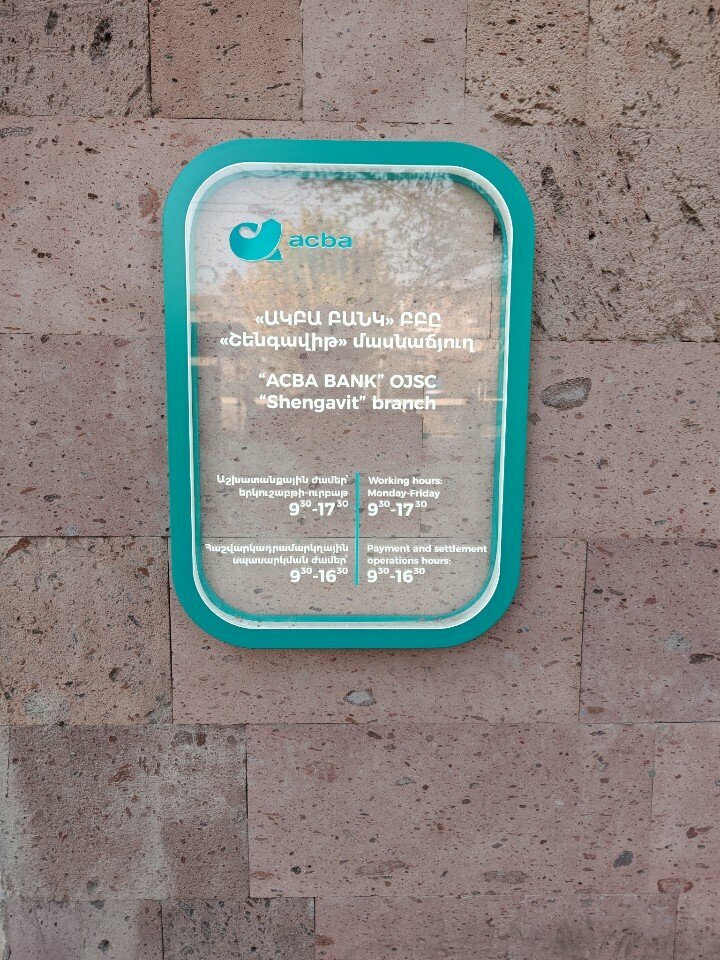 acba
«ԱԿԲԱ ԲԱՆԿ» ԲԲԸ
«Շենգավիթ» մասնաճյուղ
“ACBA BANK” OJSC
“Shengavit” branch
Աշխատանքային ժամեր՝
երկուշաբթի-ուրբաթ
9³⁰-17³⁰
Working hours:
Monday-Friday
9³⁰-17³⁰
Հաշվարկադրամարկղային
սպասարկման ժամեր՝
9³⁰-16³⁰
Payment and settlement
operations hours:
9³⁰-16³⁰